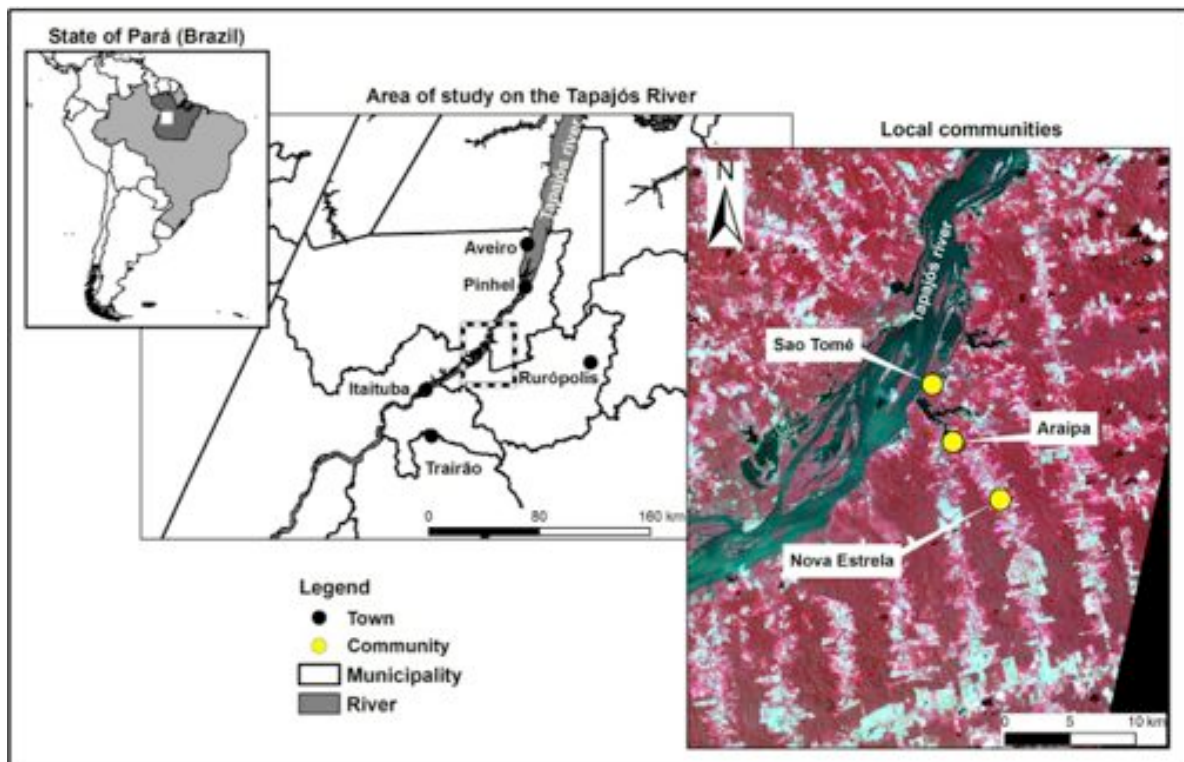 State of Pará (Brazil)
Area of study on the Tapajós River
Tapajós river
Aveiro
Pinhel
Itaituba
Rurópolis
Trairão
0 80 160 km
Legend
Town
Community
Municipality
River
Local communities
N
Tapajós river
Sao Tomé
Araipa
Nova Estrela
0 5 10 km